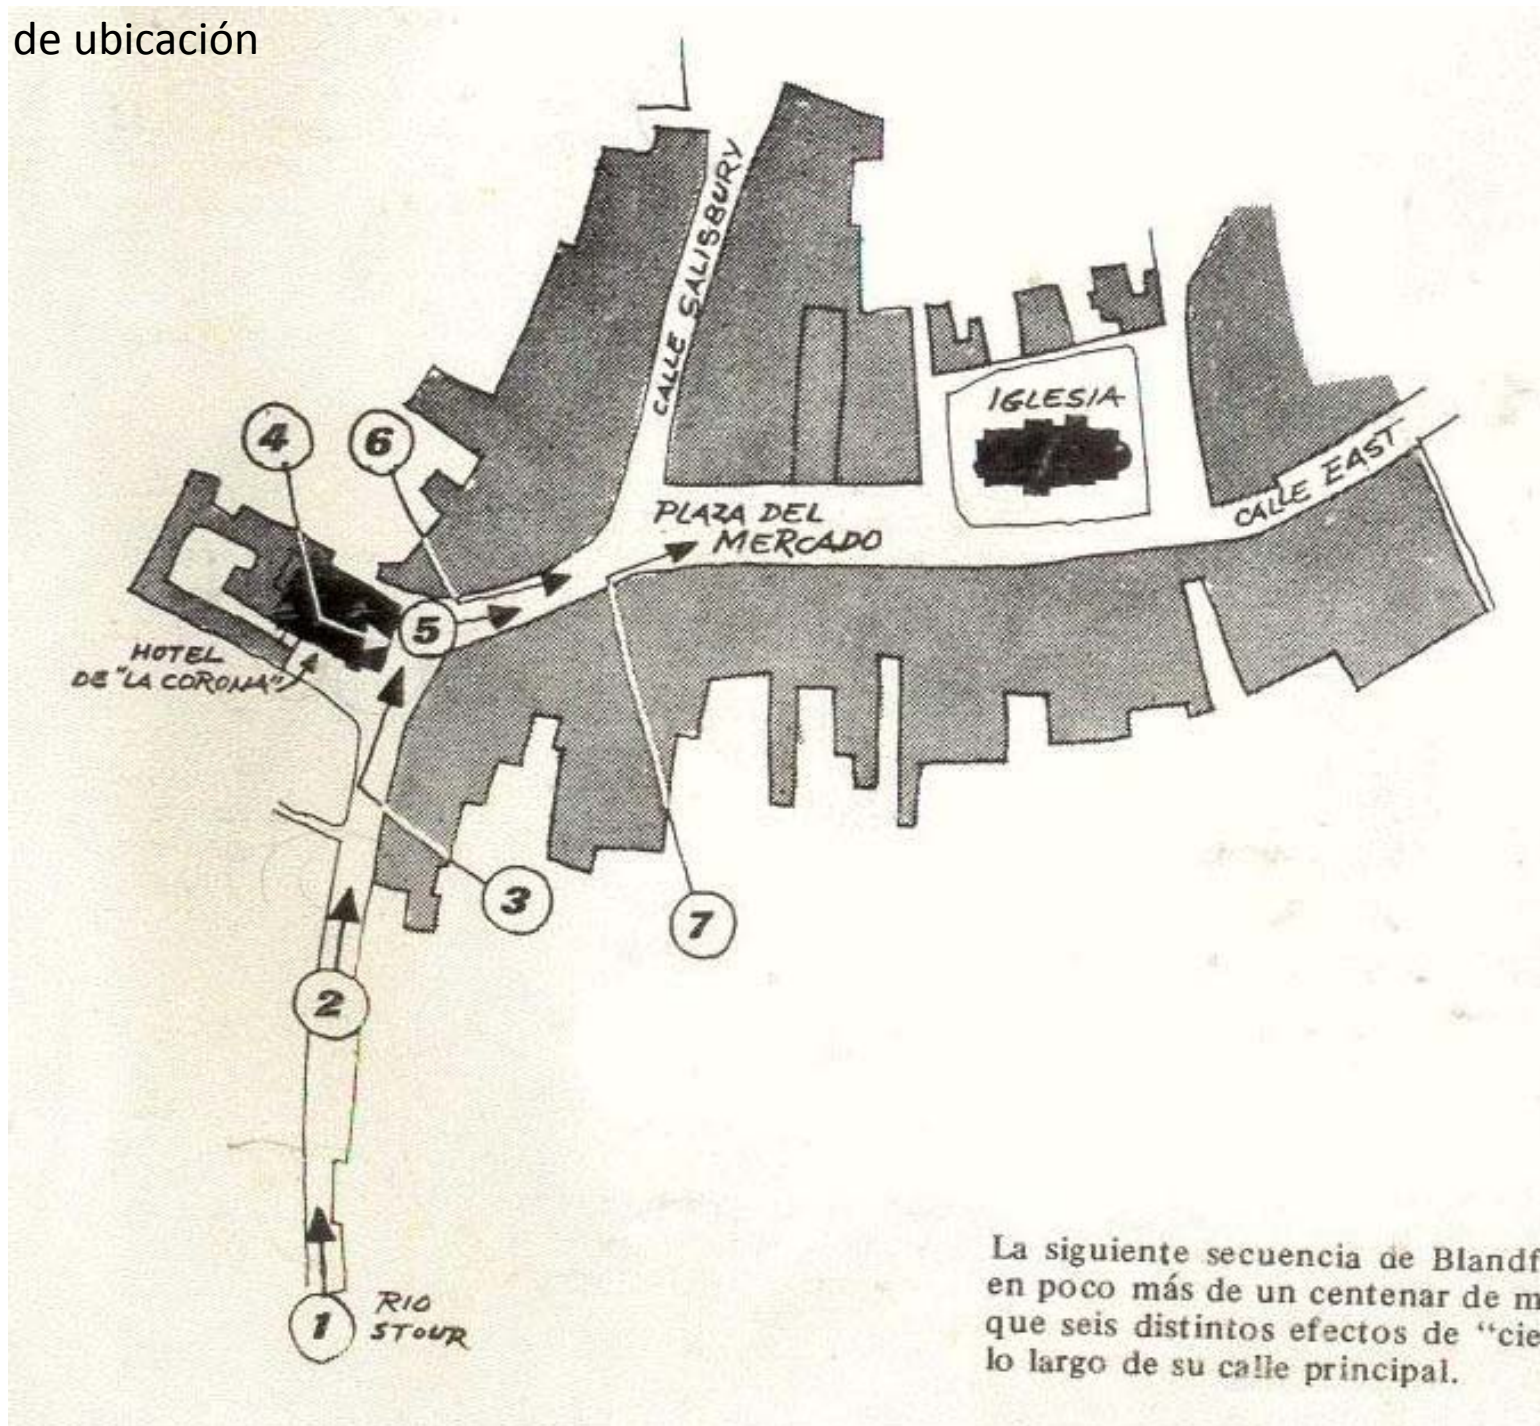 de ubicación
CALLE SALISBURY
4
6
IGLESIA
CALLE EAST
PLAZA DEL
MERCADO
5
HOTEL
DE "LA CORONA"
3
7
2
1
RIO
STOUR
La siguiente secuencia de Blandf
en poco más de un centenar de m
que seis distintos efectos de “cie
lo largo de su calle principal.